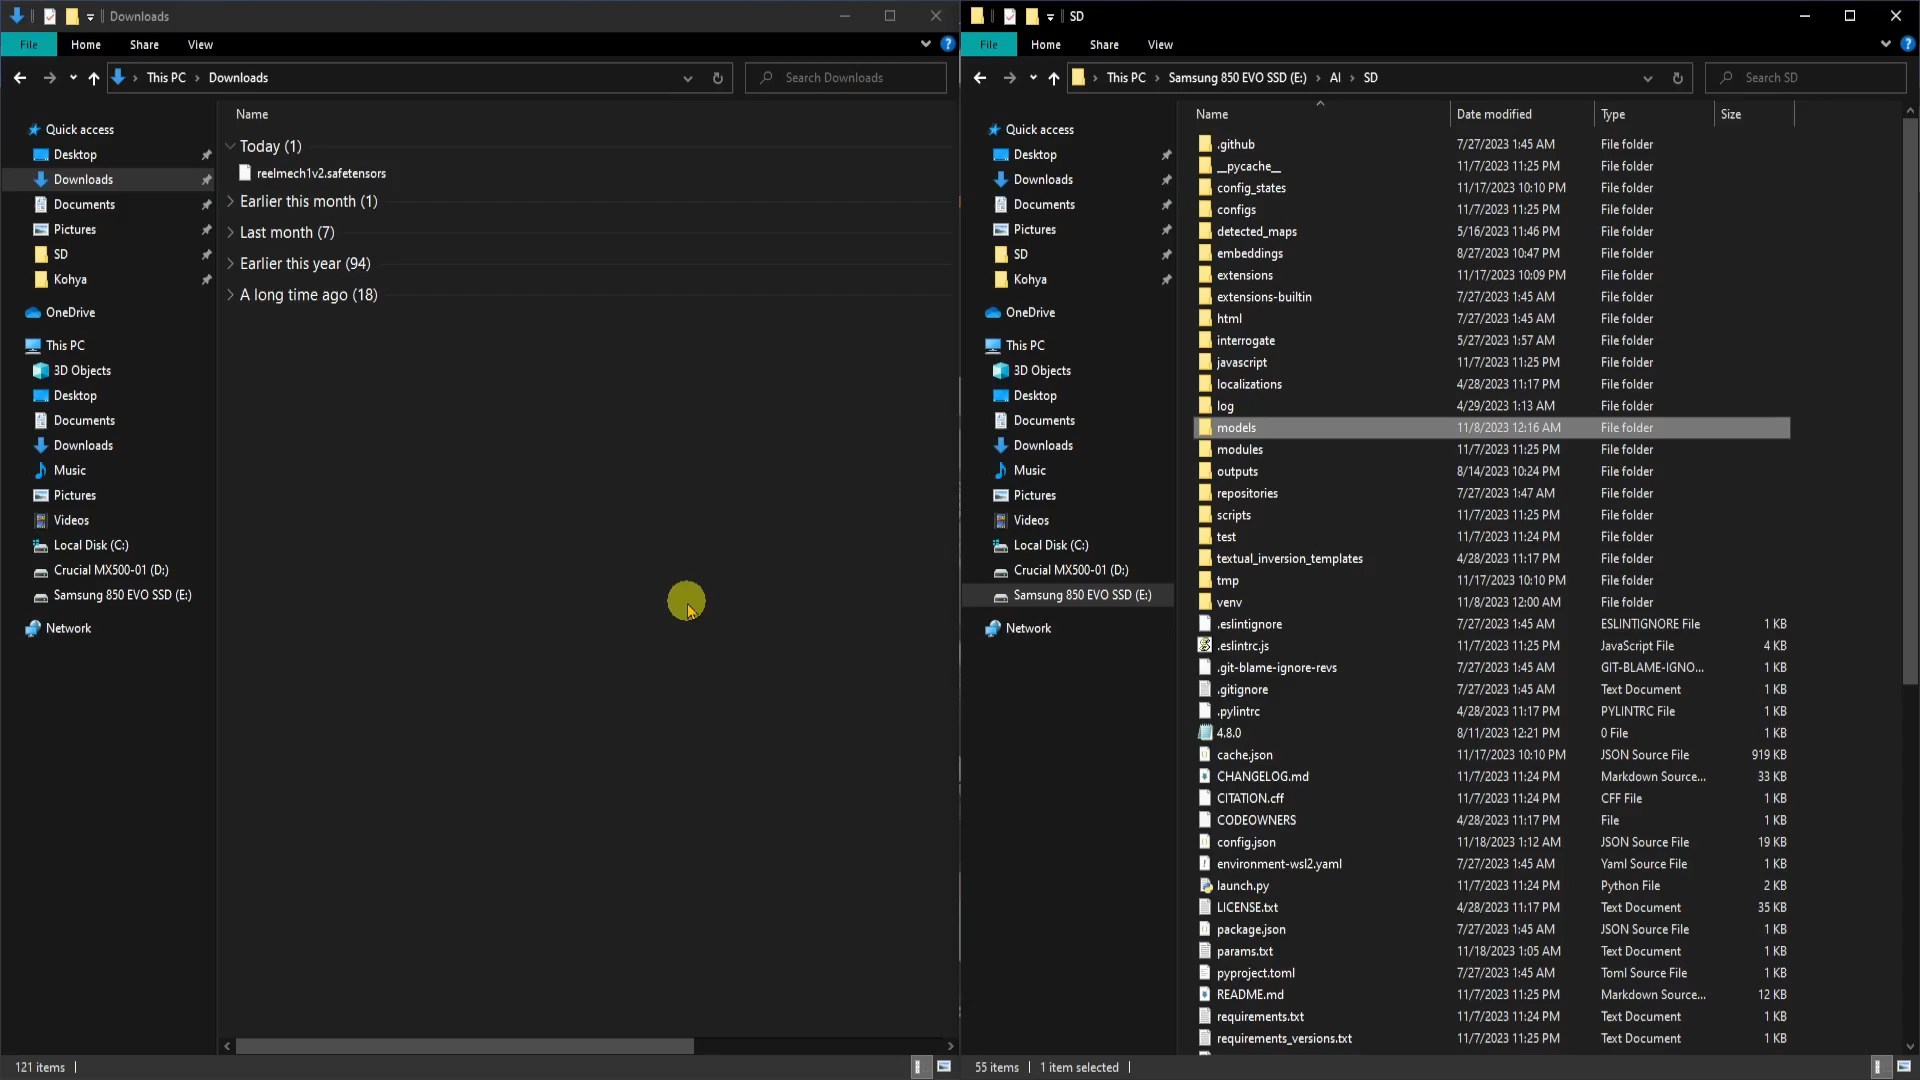 Downloads
File
Home
Share
View
This PC
Downloads
Search Downloads
Quick access
Desktop
Downloads
Documents
Pictures
SD
Kohya
OneDrive
This PC
3D Objects
Desktop
Documents
Downloads
Music
Pictures
Videos
Local Disk (C:)
Crucial MX500-01 (D:)
Samsung 850 EVO SSD (E:)
Network
Name
Today (1)
reelmech1v2.safetensors
Earlier this month (1)
Last month (7)
Earlier this year (94)
A long time ago (18)
121 items
SD
File
Home
Share
View
This PC
Samsung 850 EVO SSD (E:)
AI
SD
Search SD
Quick access
Desktop
Downloads
Documents
Pictures
SD
Kohya
OneDrive
This PC
3D Objects
Desktop
Documents
Downloads
Music
Pictures
Videos
Local Disk (C:)
Crucial MX500-01 (D:)
Samsung 850 EVO SSD (E:)
Network
Name Date modified Type Size
.github 7/27/2023 1:45 AM File folder
__pycache__ 11/7/2023 11:25 PM File folder
config_states 11/17/2023 10:10 PM File folder
configs 11/7/2023 11:25 PM File folder
detected_maps 5/16/2023 11:46 PM File folder
embeddings 8/27/2023 10:47 PM File folder
extensions 11/17/2023 10:09 PM File folder
extensions-builtin 7/27/2023 1:45 AM File folder
html 7/27/2023 1:45 AM File folder
interrogate 5/27/2023 1:57 AM File folder
javascript 11/7/2023 11:25 PM File folder
localizations 4/28/2023 11:17 PM File folder
log 4/29/2023 1:13 AM File folder
models 11/8/2023 12:16 AM File folder
modules 11/7/2023 11:25 PM File folder
outputs 8/14/2023 10:24 PM File folder
repositories 7/27/2023 1:47 AM File folder
scripts 11/7/2023 11:25 PM File folder
test 11/7/2023 11:24 PM File folder
textual_inversion_templates 4/28/2023 11:17 PM File folder
tmp 11/17/2023 10:10 PM File folder
venv 11/8/2023 12:00 AM File folder
.eslintignore 7/27/2023 1:45 AM ESLINTIGNORE File 1 KB
.eslintrc.js 11/7/2023 11:25 PM JavaScript File 4 KB
.git-blame-ignore-revs 7/27/2023 1:45 AM GIT-BLAME-IGNO... 1 KB
.gitignore 7/27/2023 1:45 AM Text Document 1 KB
.pylintrc 4/28/2023 11:17 PM PYLINTRC File 1 KB
4.8.0 8/11/2023 12:21 PM 0 File 1 KB
cache.json 11/17/2023 10:10 PM JSON Source File 919 KB
CHANGELOG.md 11/7/2023 11:24 PM Markdown Source... 33 KB
CITATION.cff 11/7/2023 11:24 PM CFF File 1 KB
CODEOWNERS 4/28/2023 11:17 PM File 1 KB
config.json 11/18/2023 1:12 AM JSON Source File 19 KB
environment-wsl2.yaml 7/27/2023 1:45 AM Yaml Source File 1 KB
launch.py 11/7/2023 11:24 PM Python File 2 KB
LICENSE.txt 4/28/2023 11:17 PM Text Document 35 KB
package.json 7/27/2023 1:45 AM JSON Source File 1 KB
params.txt 11/18/2023 1:05 AM Text Document 1 KB
pyproject.toml 7/27/2023 1:45 AM Toml Source File 1 KB
README.md 11/7/2023 11:25 PM Markdown Source... 12 KB
requirements.txt 11/7/2023 11:24 PM Text Document 1 KB
requirements_versions.txt 11/7/2023 11:25 PM Text Document 1 KB
55 items
1 item selected